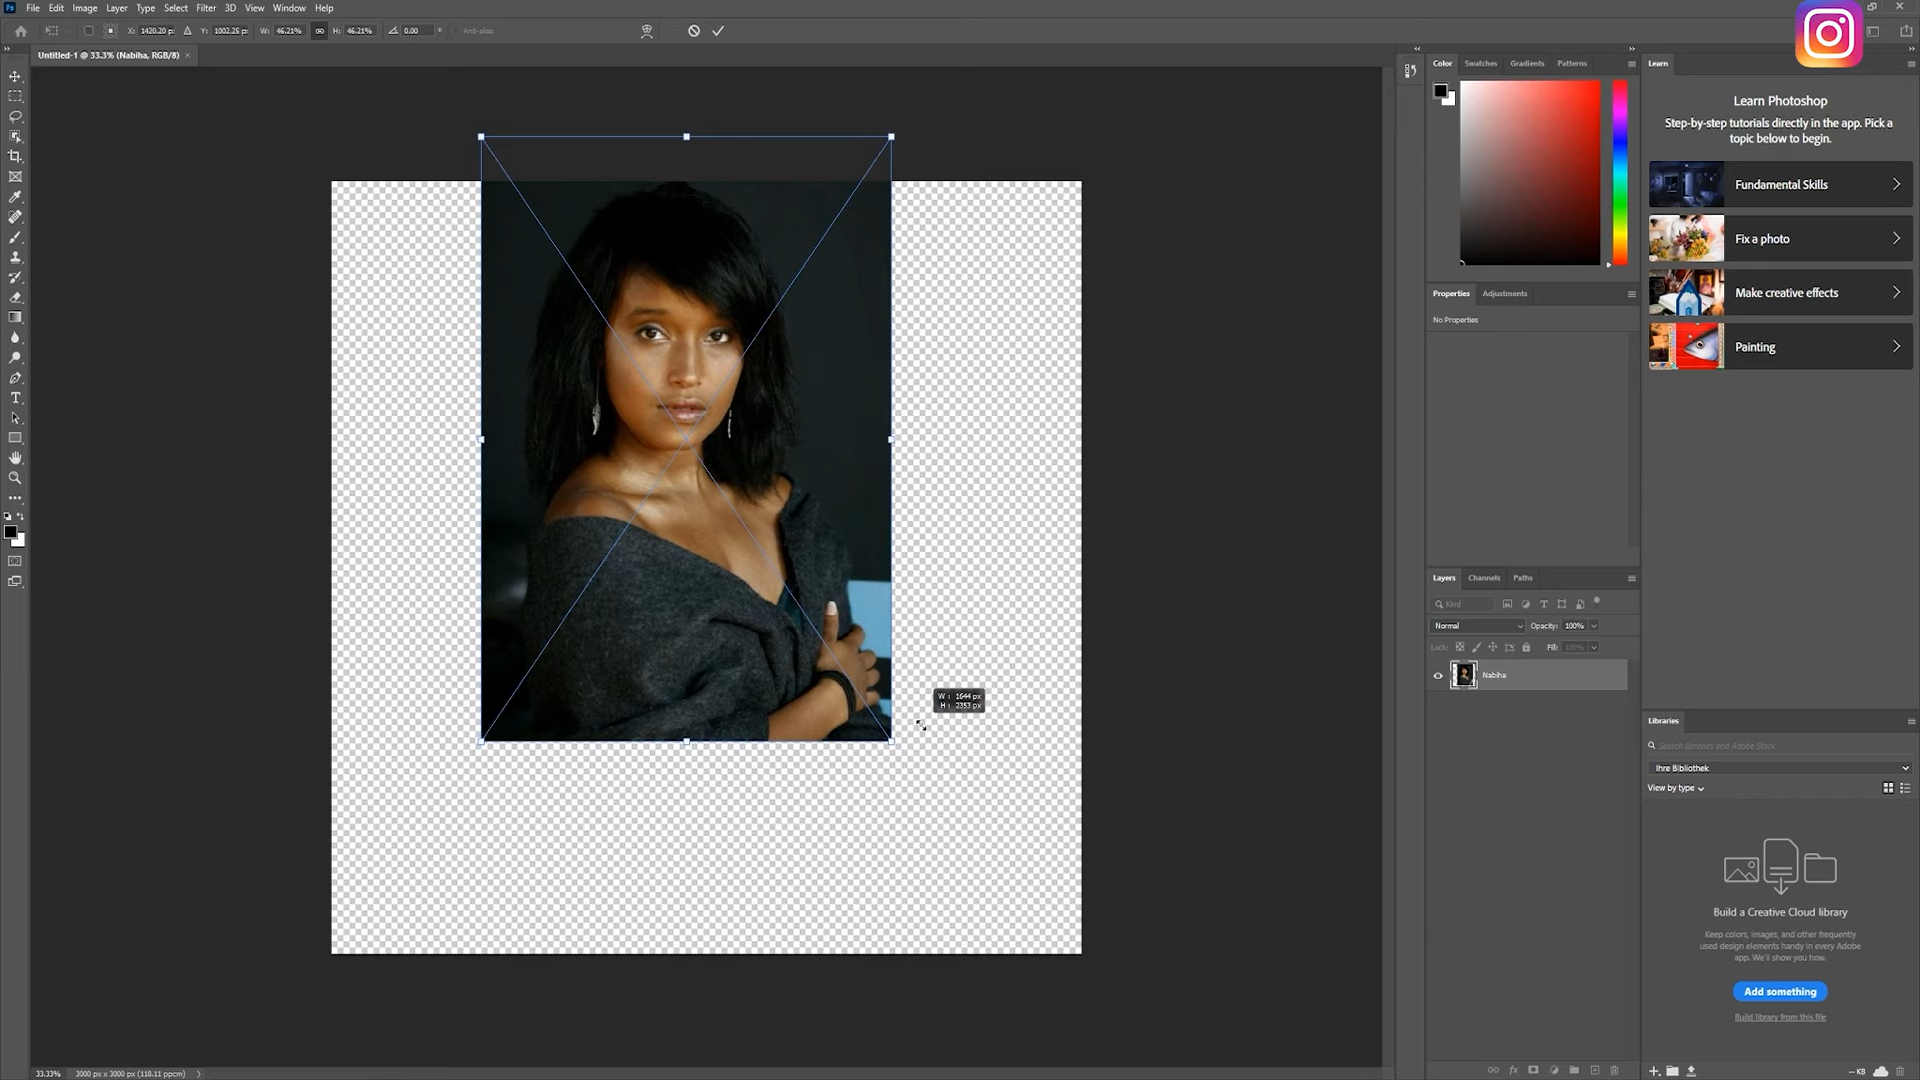 File Edit Image Layer Type Select Filter 3D View Window Help
X: 1420.20 p: Y: 1002.25 p: W: 46.21% H: 46.21% 0.00 ° Anti-alias
Untitled-1 @ 33.3% (Nabiha, RGB/8) ×
Color Swatches Gradients Patterns
Learn
Learn Photoshop
Step-by-step tutorials directly in the app. Pick a
topic below to begin.
Fundamental Skills
Fix a photo
Make creative effects
Painting
Properties Adjustments
No Properties
W: 1644 px
H: 2353 px
Layers Channels Paths
Kind
Normal Opacity: 100%
Lock: Fill: 100%
Nabiha
Libraries
Search libraries and Adobe Stock
Ihre Bibliothek
View by type
Build a Creative Cloud library
Keep colors, images, and other frequently
used design elements handy in every Adobe
app. We'll show you how.
Add something
Build library from this file
33.33% 3000 px x 3000 px (118.11 ppcm)
-- KB